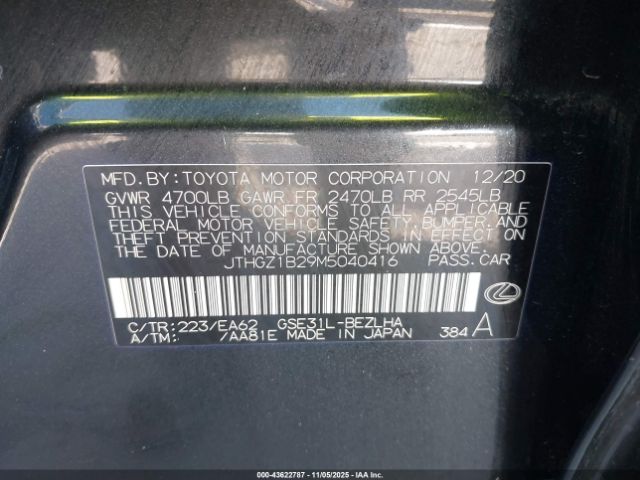 MFD. BY: TOYOTA MOTOR CORPORATION 12/20
GVWR 4700LB GAWR FR 2470LB RR 2545LB
THIS VEHICLE CONFORMS TO ALL APPLICABLE
FEDERAL MOTOR VEHICLE SAFETY, BUMPER, AND
THEFT PREVENTION STANDARDS IN EFFECT ON
THE DATE OF MANUFACTURE SHOWN ABOVE.
JTHGZ1B29M5040416 PASS. CAR
C/TR: 223/EA62 GSE31L-BEZLHA
A/TM: /AA81E MADE IN JAPAN 384 A
000-43622787 - 11/05/2025 - IAAI.COM